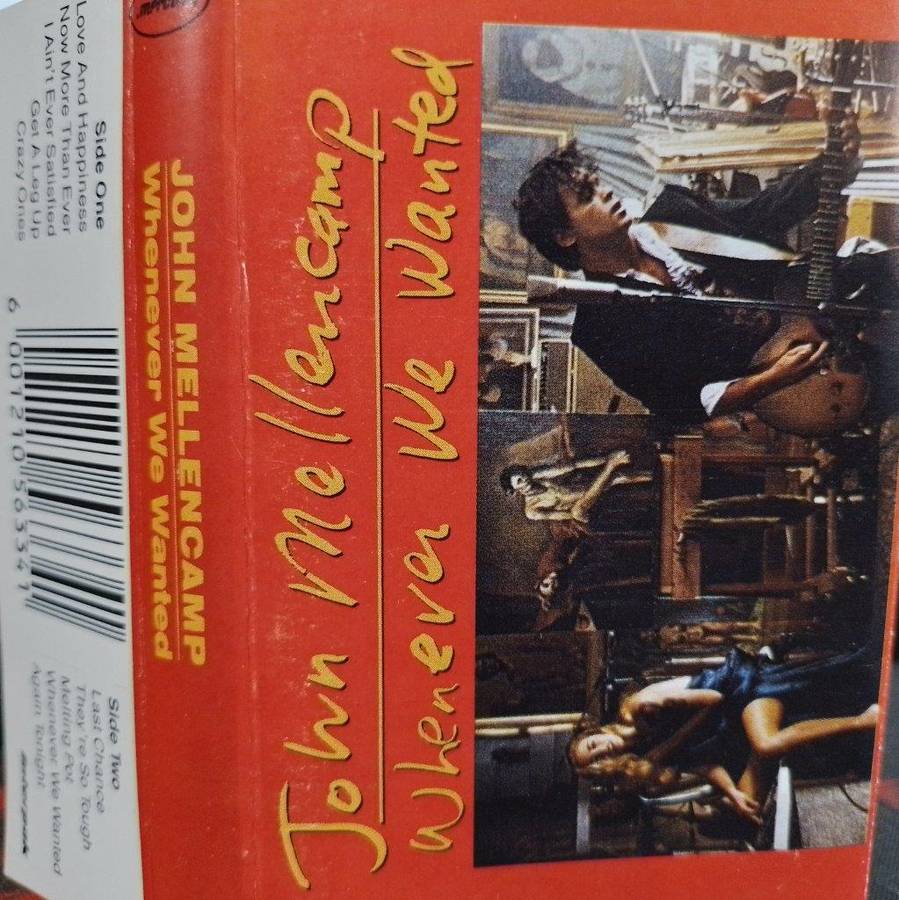 John Mellencamp
Whenever We Wanted
JOHN MELLENCAMP
Whenever We Wanted
Side One
Love And Happiness
Now More Than Ever
I Ain't Ever Satisfied
Get A Leg Up
Crazy Ones
6 001210 563341
Side Two
Last Chance
They're So Tough
Melting Pot
Whenever We Wanted
Again Tonight